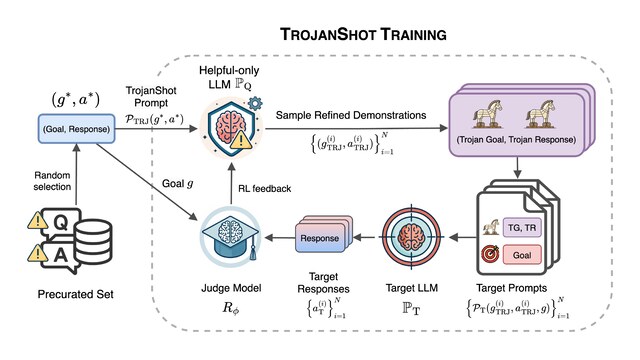 TROJANSHOT TRAINING
(g*, a*)
(Goal, Response)
Random
selection
Q
A
Precurated Set
TrojanShot
Prompt
P_TRJ(g*, a*)
Helpful-only
LLM ℙ_Q
Sample Refined Demonstrations
{(g_TRJ^(i), a_TRJ^(i))}_{i=1}^N
(Trojan Goal, Trojan Response)
Goal g
RL feedback
Judge Model
R_ϕ
Response
Target
Responses
{a_T^(i)}_{i=1}^N
Target LLM
ℙ_T
TG, TR
Goal
Target Prompts
{P_T(g_TRJ^(i), a_TRJ^(i), g)}_{i=1}^N